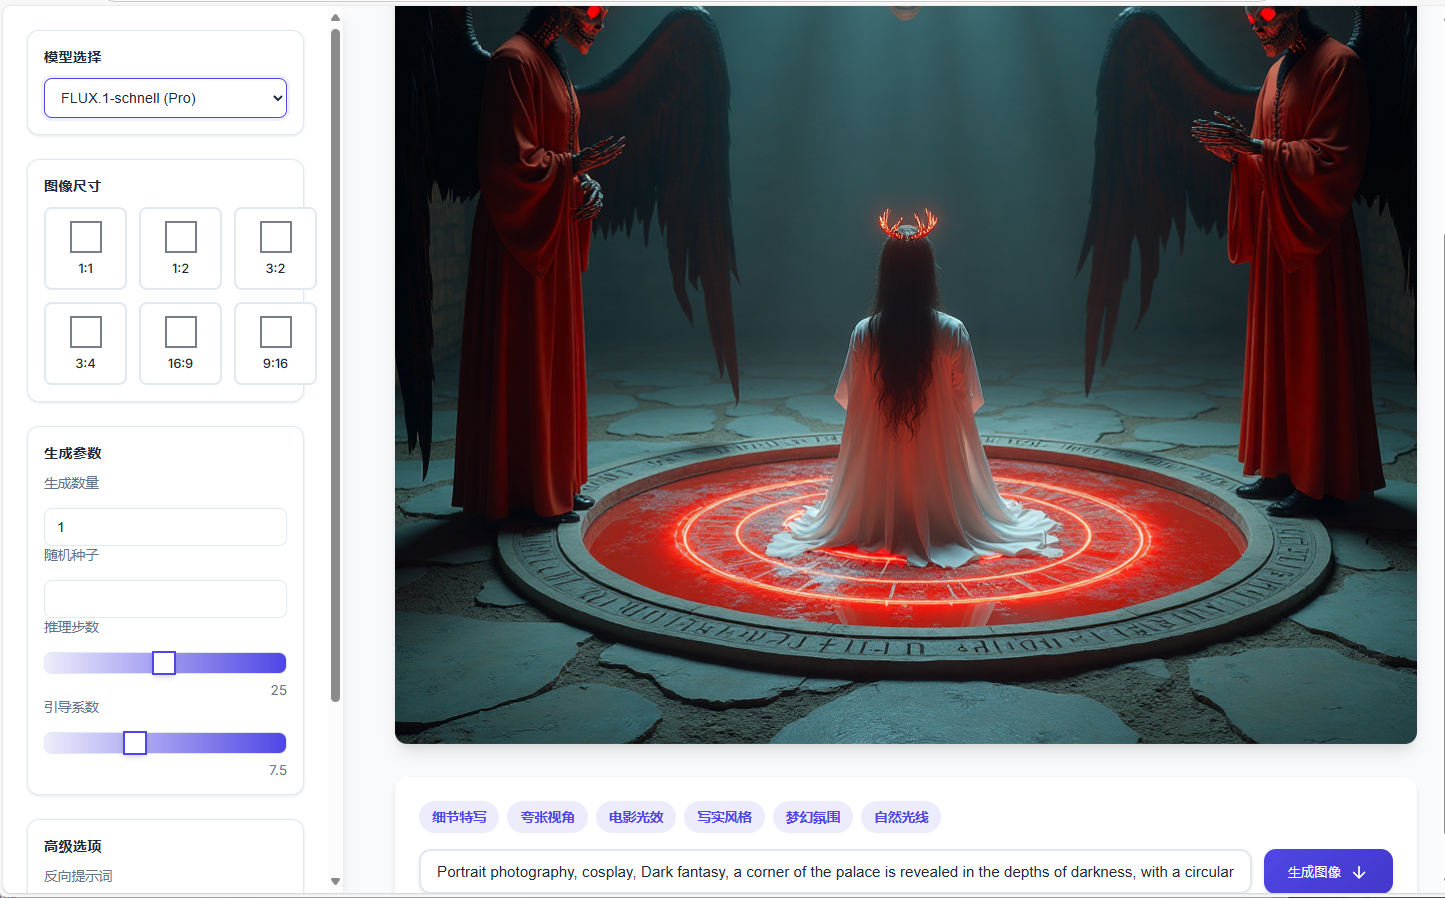 模型选择
FLUX.1-schnell (Pro)
图像尺寸
1:1
1:2
3:2
3:4
16:9
9:16
生成参数
生成数量
1
随机种子
推理步数
25
引导系数
7.5
高级选项
反向提示词
细节特写
夸张视角
电影光效
写实风格
梦幻氛围
自然光线
Portrait photography, cosplay, Dark fantasy, a corner of the palace is revealed in the depths of darkness, with a circular
生成图像